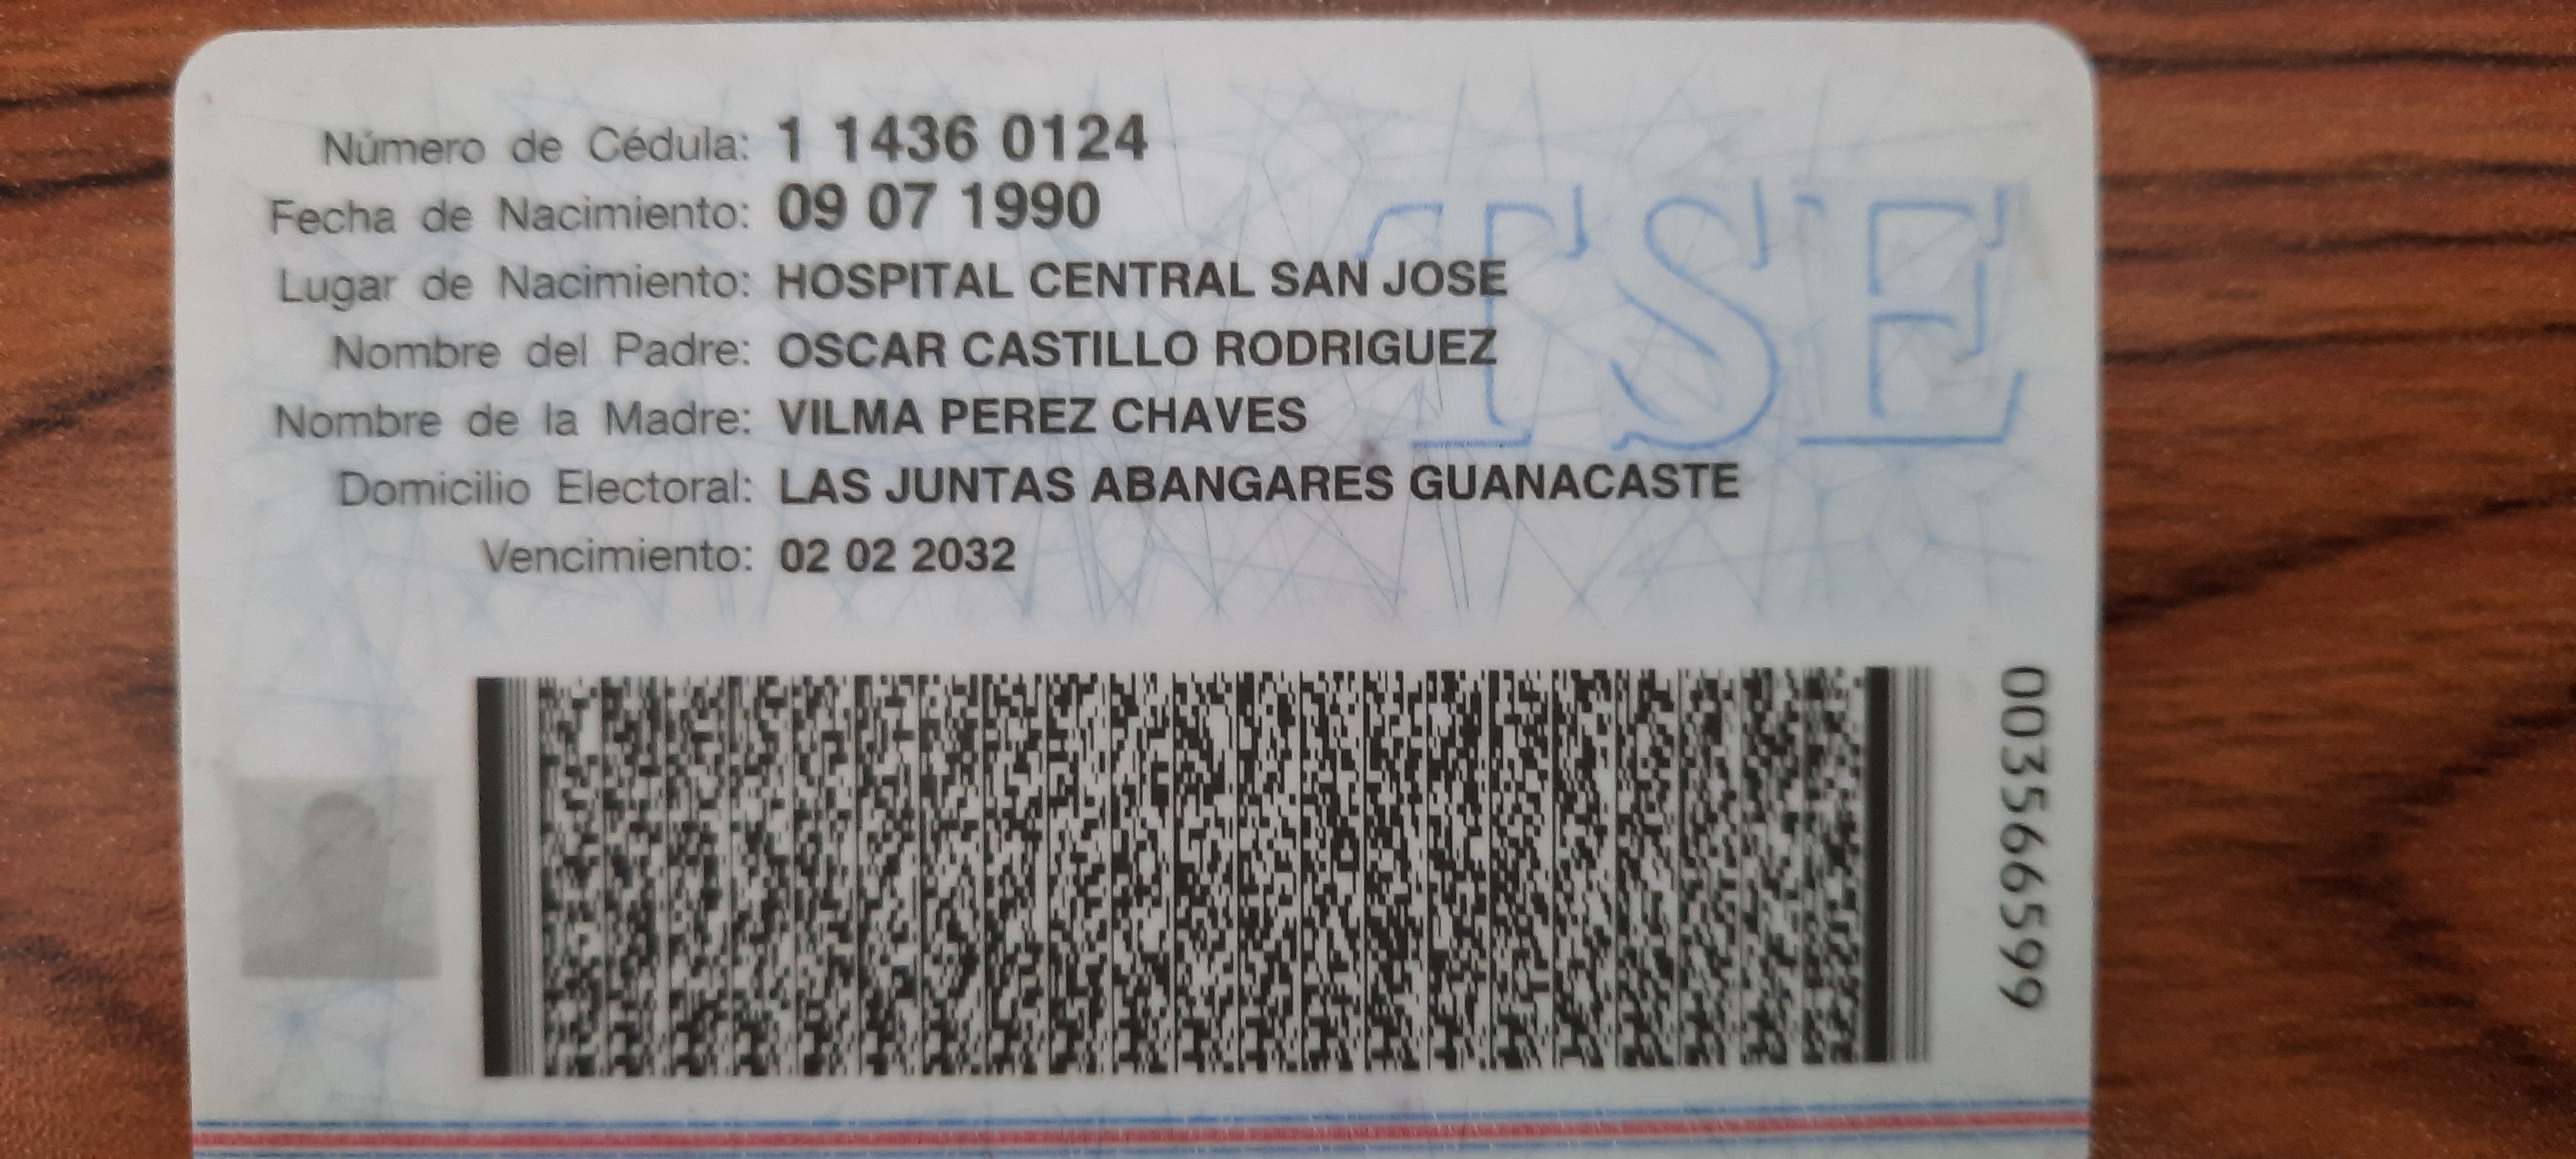 Número de Cédula: 1 1436 0124
Fecha de Nacimiento: 09 07 1990
Lugar de Nacimiento: HOSPITAL CENTRAL SAN JOSE
Nombre del Padre: OSCAR CASTILLO RODRIGUEZ
Nombre de la Madre: VILMA PEREZ CHAVES
Domicilio Electoral: LAS JUNTAS ABANGARES GUANACASTE
Vencimiento: 02 02 2032
TSE
0035666599